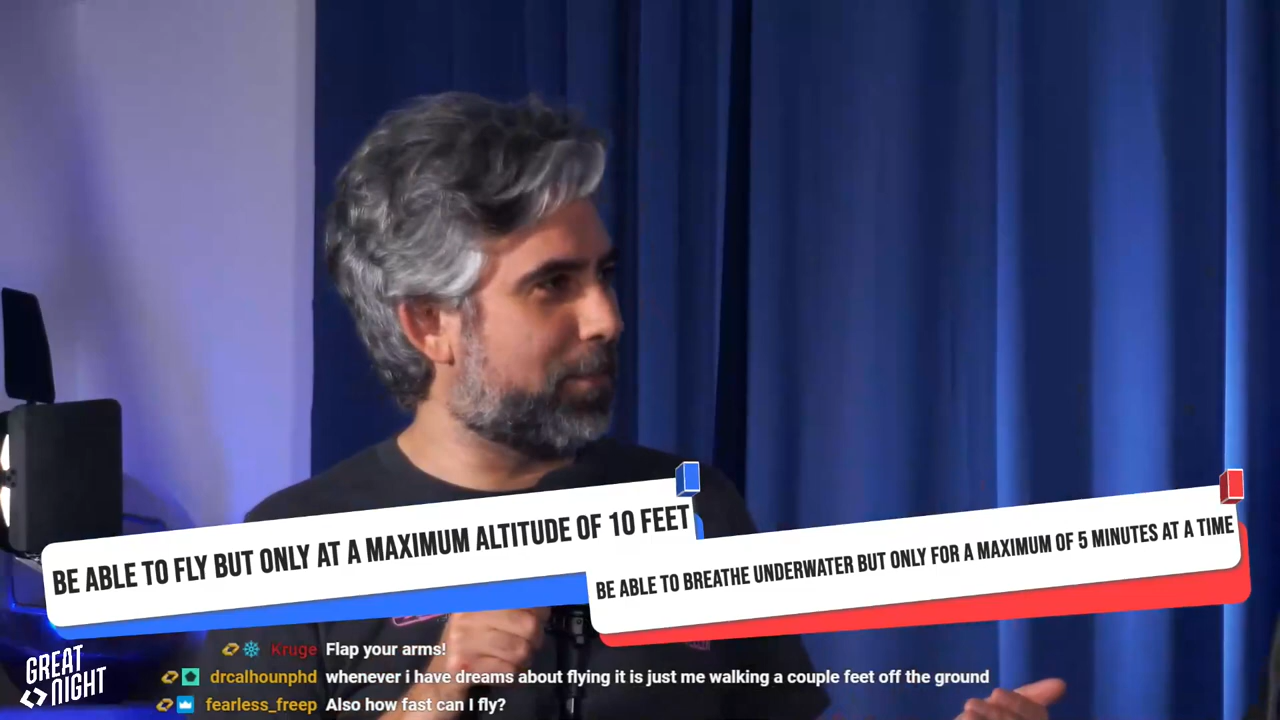 BE ABLE TO FLY BUT ONLY AT A MAXIMUM ALTITUDE OF 10 FEET
BE ABLE TO BREATHE UNDERWATER BUT ONLY FOR A MAXIMUM OF 5 MINUTES AT A TIME
Kruge Flap your arms!
drcalhounphd whenever i have dreams about flying it is just me walking a couple feet off the ground
fearless_freep Also how fast can I fly?
GREAT
NIGHT